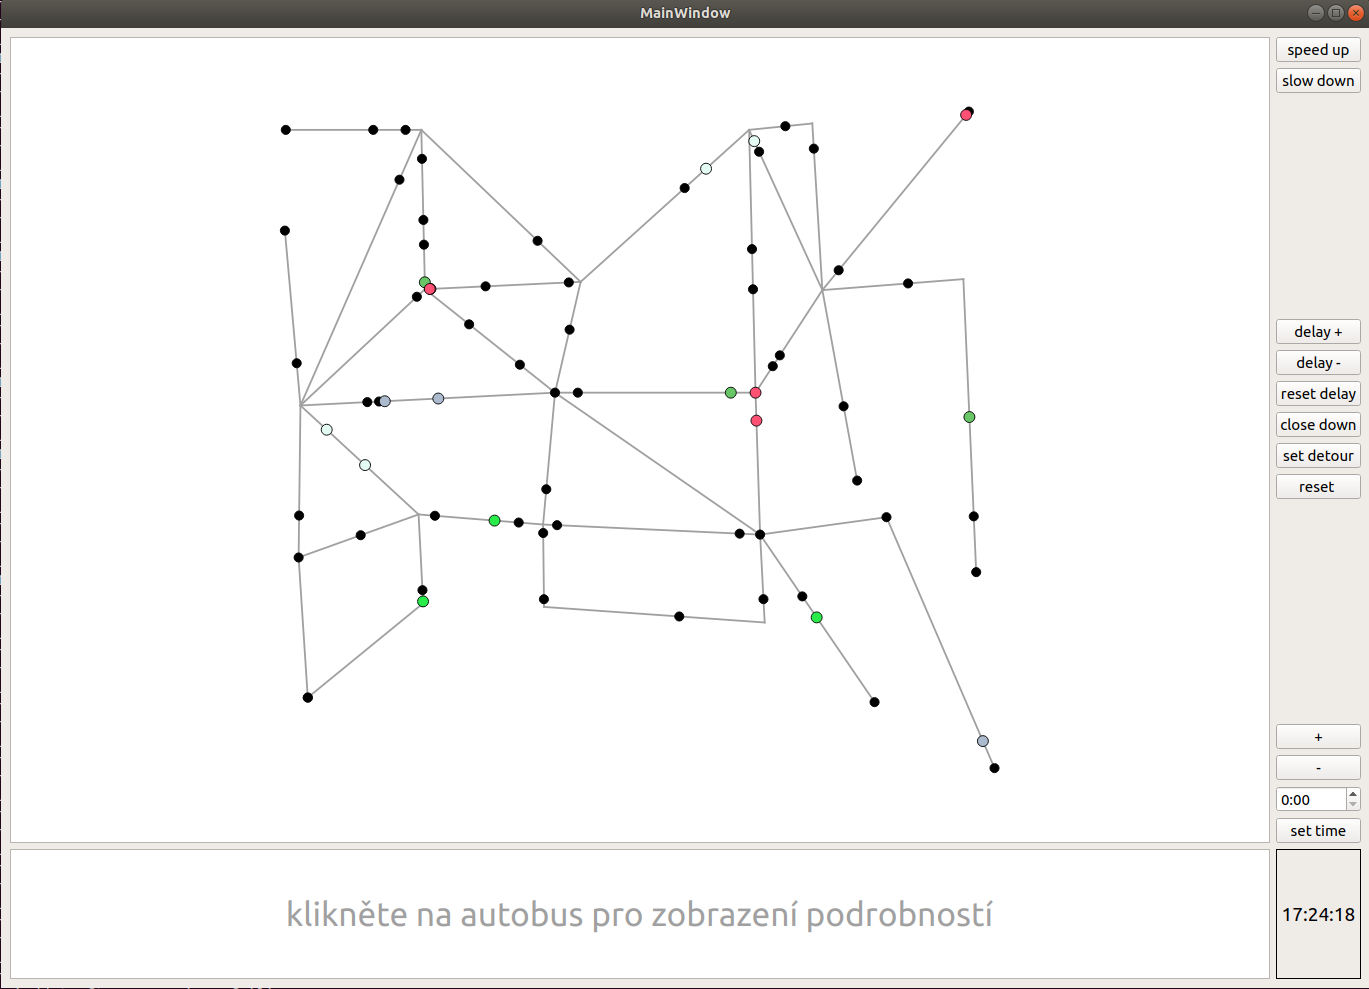 MainWindow
speed up
slow down
delay +
delay -
reset delay
close down
set detour
reset
+
-
0:00
set time
klikněte na autobus pro zobrazení podrobností
17:24:18